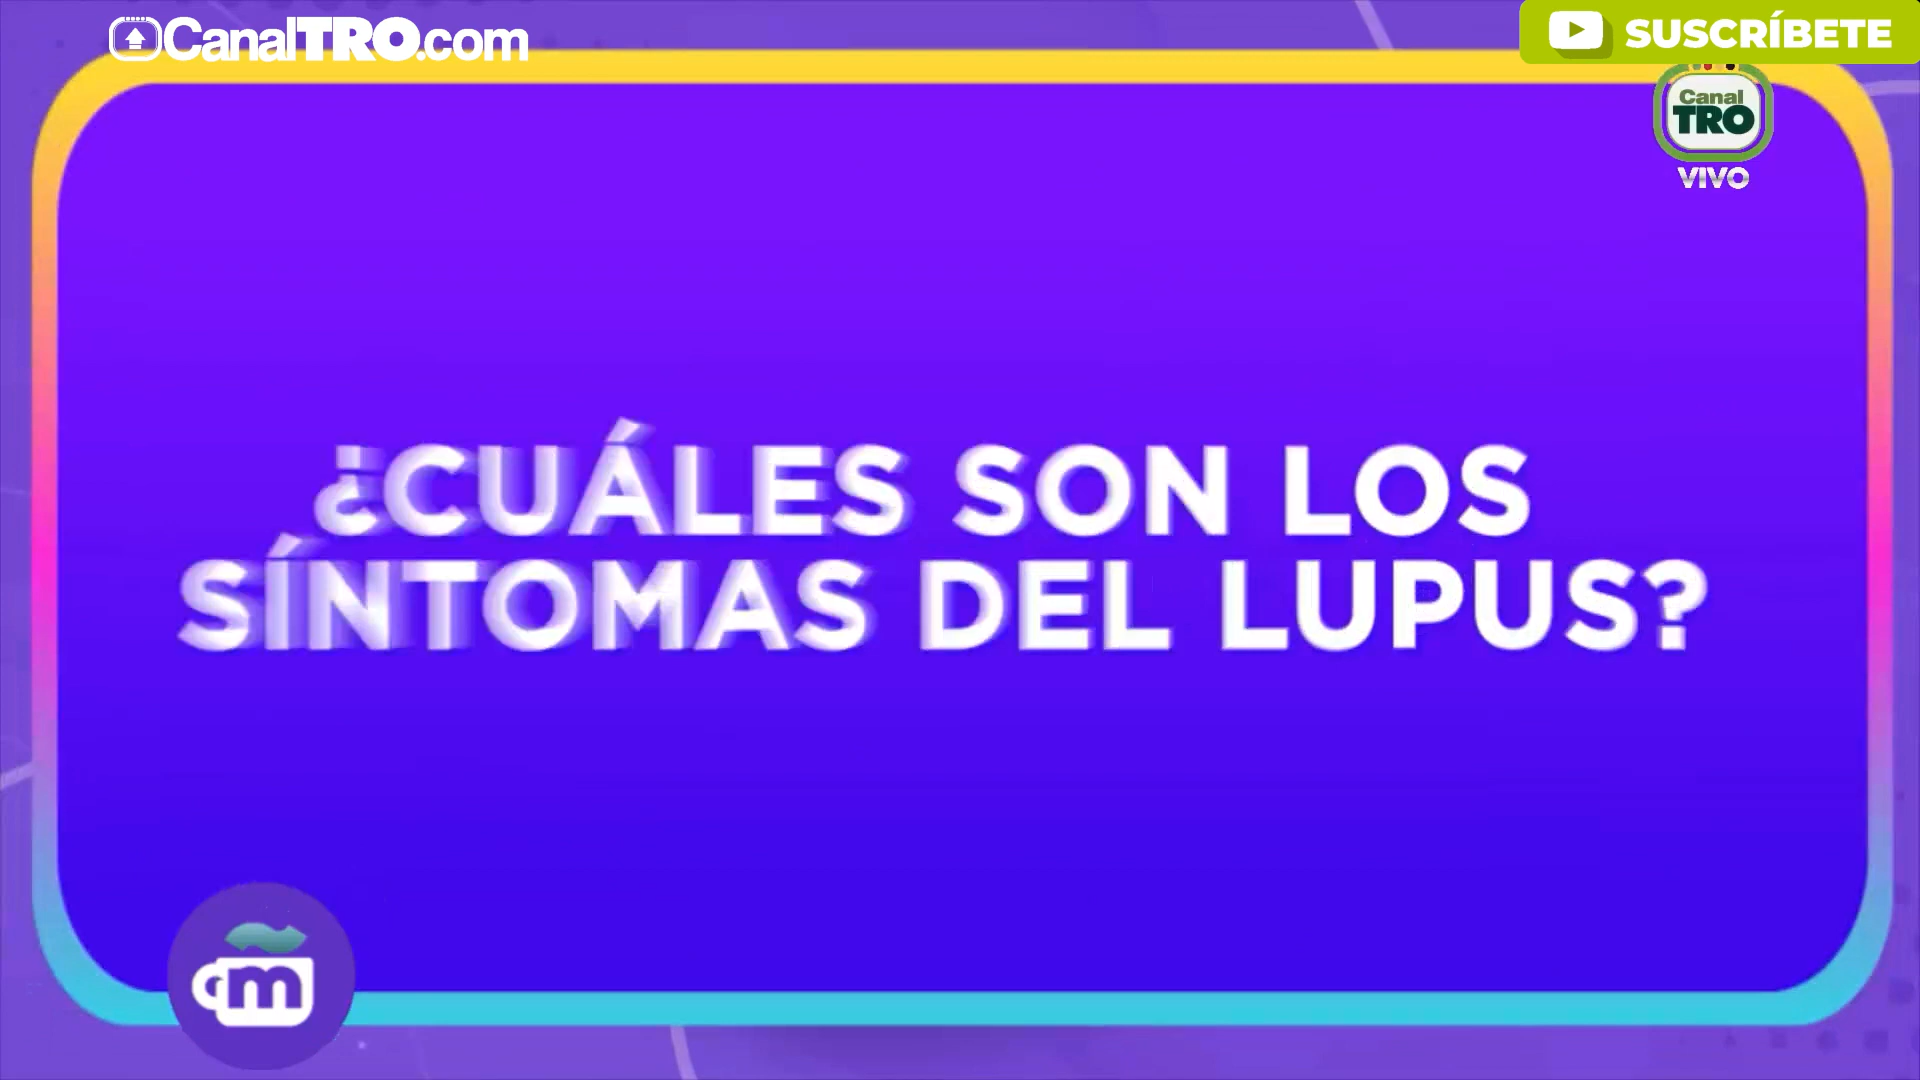 CanalTRO.com
SUSCRÍBETE
Canal
TRO
VIVO
¿CUÁLES SON LOS
SÍNTOMAS DEL LUPUS?
m